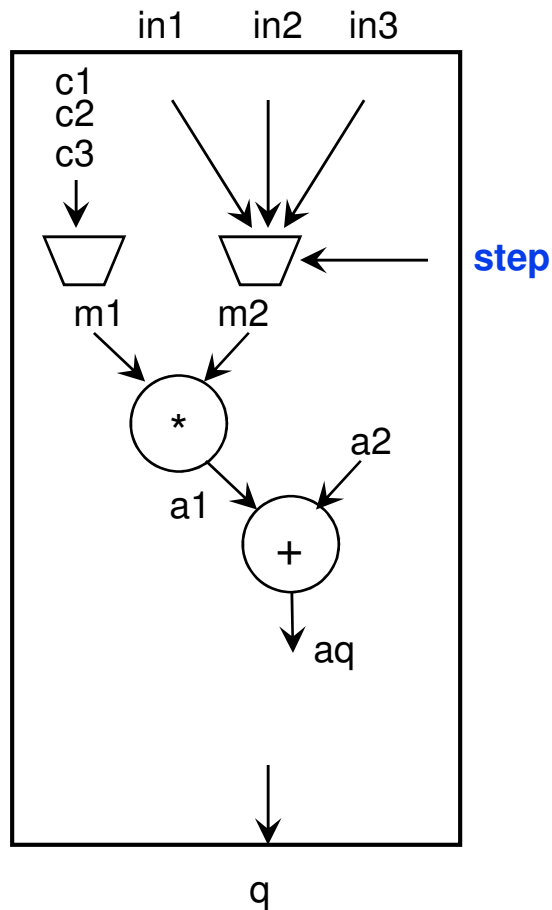 in1 in2 in3
c1
c2
c3
step
m1 m2
*
a2
a1
+
aq
q